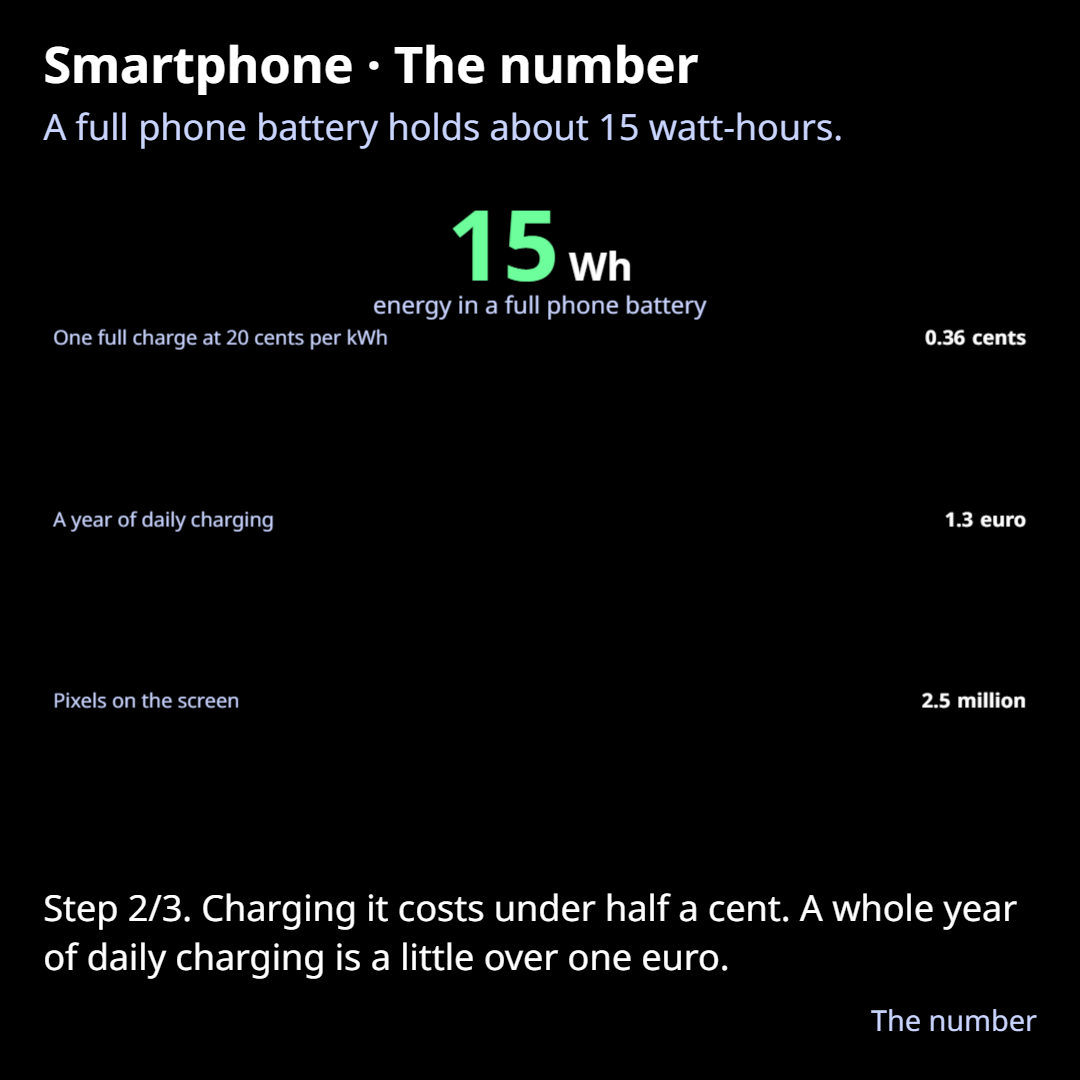 Smartphone · The number
A full phone battery holds about 15 watt-hours.
15 Wh
energy in a full phone battery
One full charge at 20 cents per kWh 0.36 cents
A year of daily charging 1.3 euro
Pixels on the screen 2.5 million
Step 2/3. Charging it costs under half a cent. A whole year
of daily charging is a little over one euro.
The number